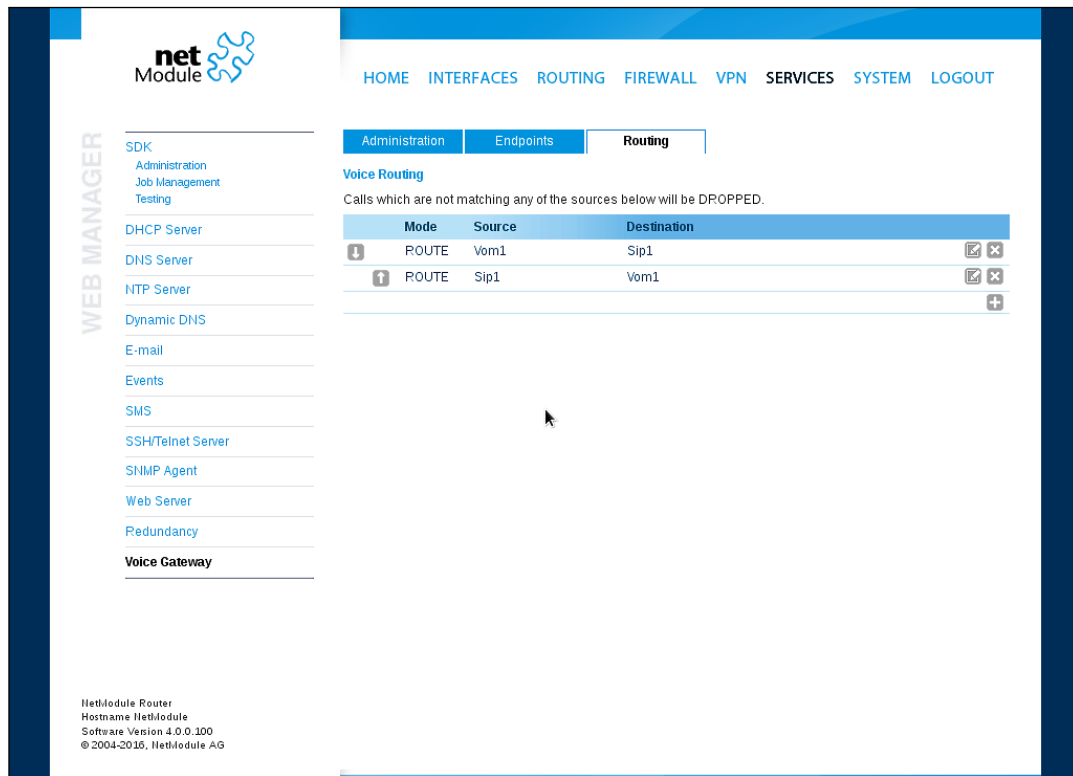 net
Module
HOME INTERFACES ROUTING FIREWALL VPN SERVICES SYSTEM LOGOUT
WEB MANAGER
SDK
Administration
Job Management
Testing
DHCP Server
DNS Server
NTP Server
Dynamic DNS
E-mail
Events
SMS
SSH/Telnet Server
SNMP Agent
Web Server
Redundancy
Voice Gateway
Administration Endpoints Routing
Voice Routing
Calls which are not matching any of the sources below will be DROPPED.
Mode Source Destination
ROUTE Vom1 Sip1
ROUTE Sip1 Vom1
NetModule Router
Hostname NetModule
Software Version 4.0.0.100
© 2004-2016, NetModule AG